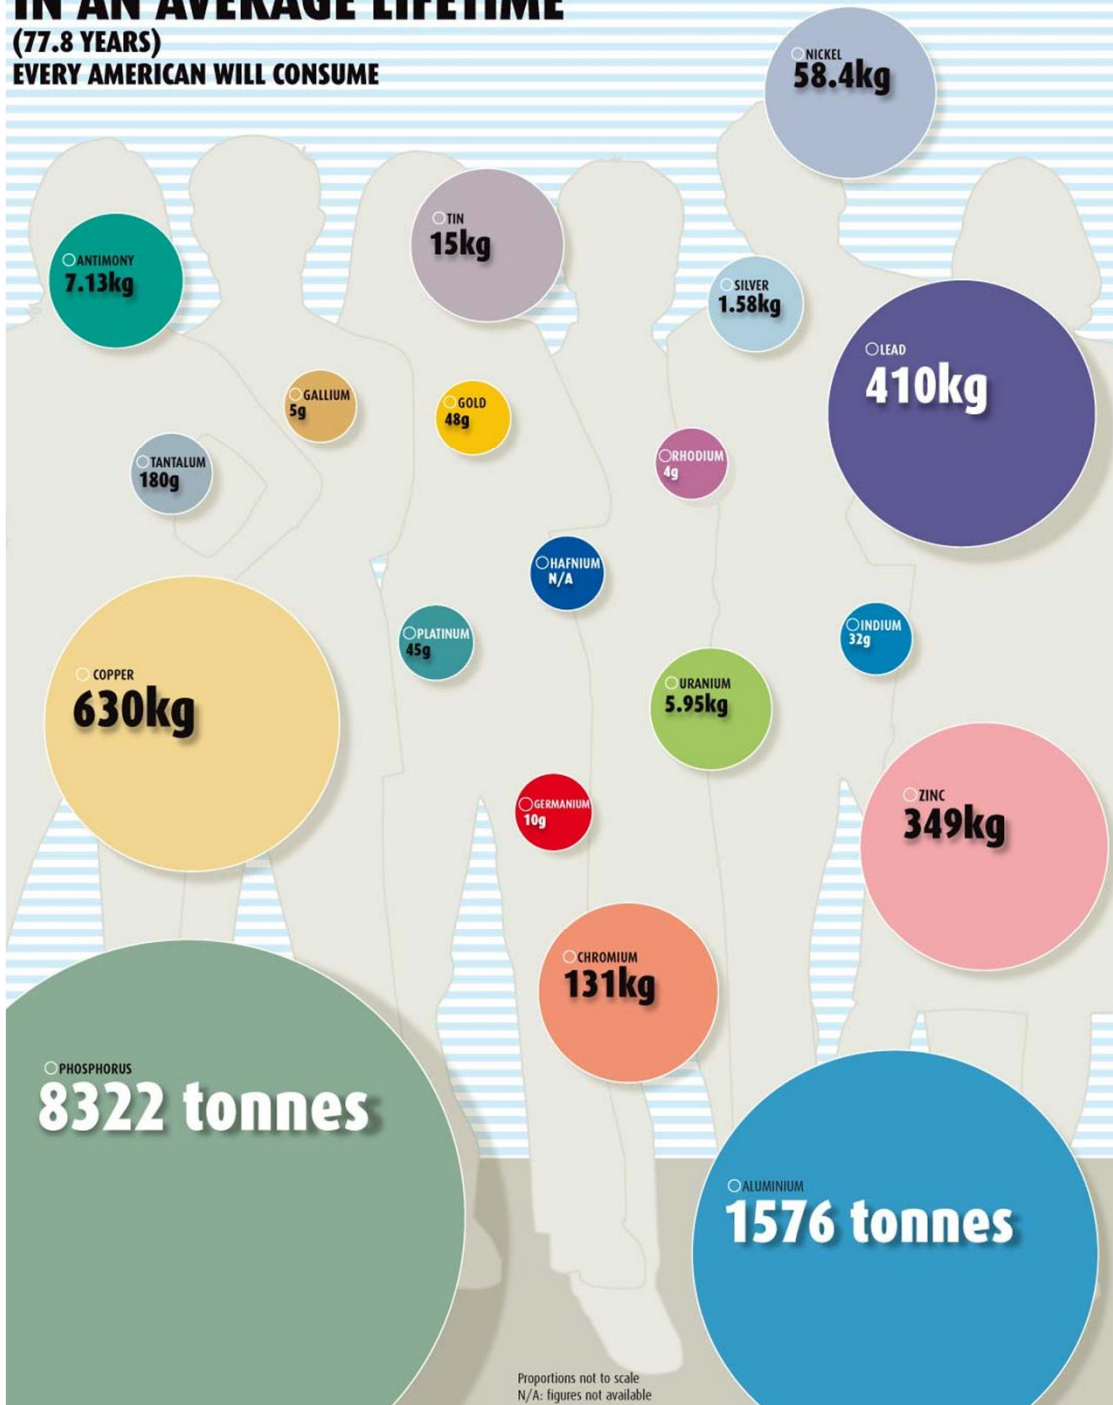 IN AN AVERAGE LIFETIME
(77.8 YEARS)
EVERY AMERICAN WILL CONSUME
NICKEL
58.4kg
TIN
15kg
ANTIMONY
7.13kg
SILVER
1.58kg
LEAD
410kg
GALLIUM
5g
GOLD
48g
RHODIUM
4g
TANTALUM
180g
HAFNIUM
N/A
PLATINUM
45g
INDIUM
32g
COPPER
630kg
URANIUM
5.95kg
GERMANIUM
10g
ZINC
349kg
CHROMIUM
131kg
PHOSPHORUS
8322 tonnes
ALUMINIUM
1576 tonnes
Proportions not to scale
N/A: figures not available